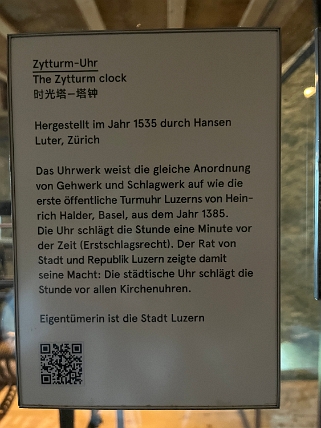 Zytturm-Uhr
The Zytturm clock
时光塔—塔钟
Hergestellt im Jahr 1535 durch Hansen
Luter, Zürich
Das Uhrwerk weist die gleiche Anordnung
von Gehwerk und Schlagwerk auf wie die
erste öffentliche Turmuhr Luzerns von Hein-
rich Halder, Basel, aus dem Jahr 1385.
Die Uhr schlägt die Stunde eine Minute vor
der Zeit (Erstschlagsrecht). Der Rat von
Stadt und Republik Luzern zeigte damit
seine Macht: Die städtische Uhr schlägt die
Stunde vor allen Kirchenuhren.
Eigentümerin ist die Stadt Luzern